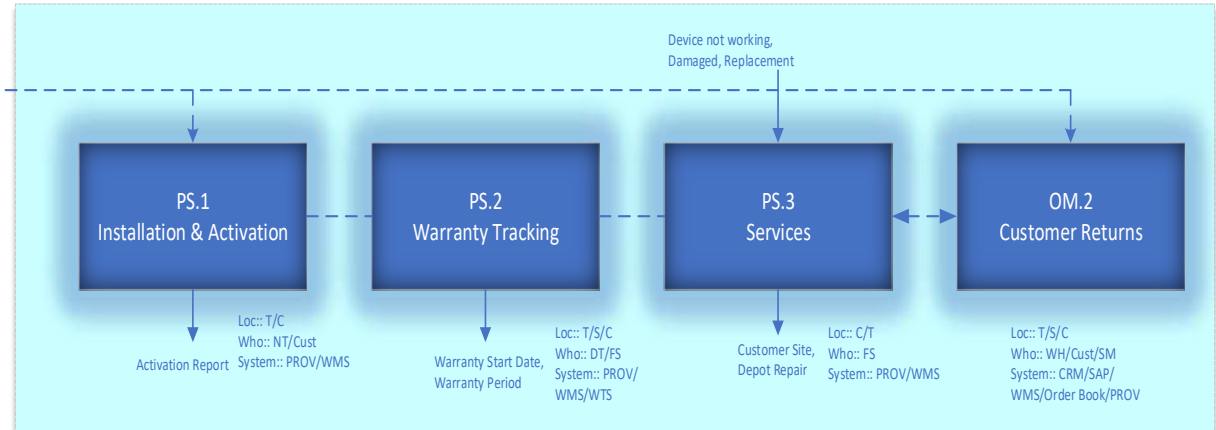 Device not working,
Damaged, Replacement
PS.1
Installation & Activation
PS.2
Warranty Tracking
PS.3
Services
OM.2
Customer Returns
Activation Report
Loc:: T/C
Who:: NT/Cust
System:: PROV/WMS
Warranty Start Date,
Warranty Period
Loc:: T/S/C
Who:: DT/FS
System:: PROV/
WMS/WTS
Customer Site,
Depot Repair
Loc:: C/T
Who:: FS
System:: PROV/WMS
Loc:: T/S/C
Who:: WH/Cust/SM
System:: CRM/SAP/
WMS/Order Book/PROV